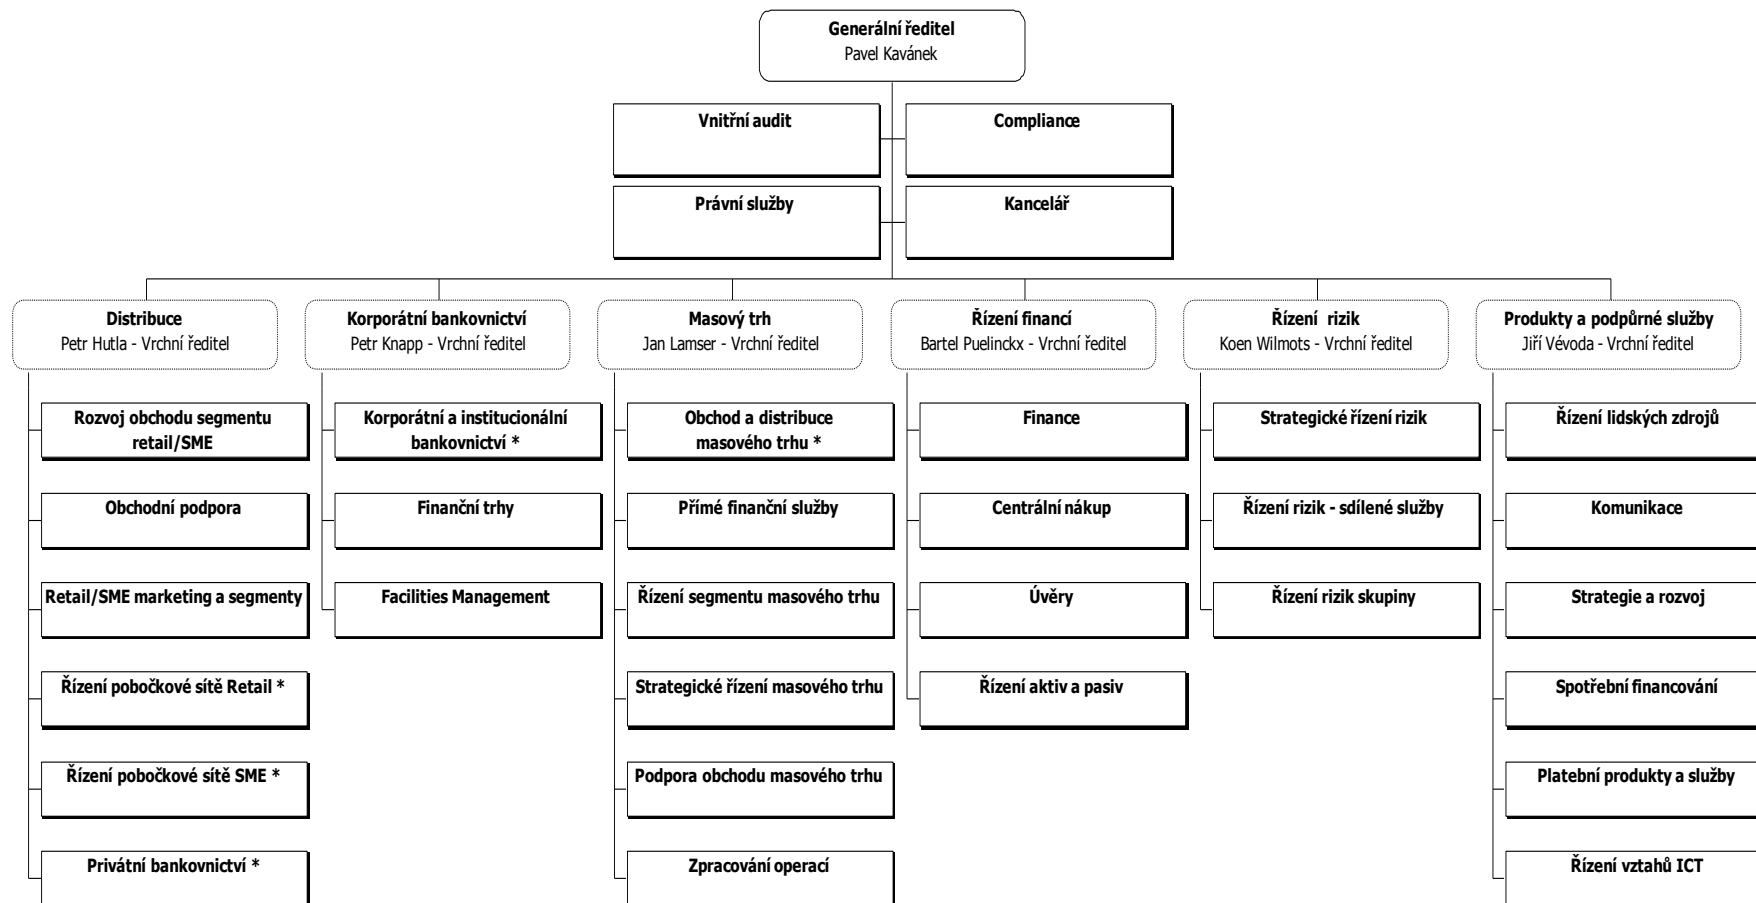 Generální ředitel
Pavel Kavánek
Vnitřní audit
Compliance
Právní služby
Kancelář
Distribuce
Petr Hutla - Vrchní ředitel
Korporátní bankovnictví
Petr Knapp - Vrchní ředitel
Masový trh
Jan Lamser - Vrchní ředitel
Řízení financí
Bartel Puelinckx - Vrchní ředitel
Řízení rizik
Koen Wilmots - Vrchní ředitel
Produkty a podpůrné služby
Jiří Vévoda - Vrchní ředitel
Rozvoj obchodu segmentu
retail/SME
Obchodní podpora
Retail/SME marketing a segmenty
Řízení pobočkové sítě Retail *
Řízení pobočkové sítě SME *
Privátní bankovnictví *
Korporátní a institucionální
bankovnictví *
Finanční trhy
Facilities Management
Obchod a distribuce
masového trhu *
Přímé finanční služby
Řízení segmentu masového trhu
Strategické řízení masového trhu
Podpora obchodu masového trhu
Zpracování operací
Finance
Centrální nákup
Úvěry
Řízení aktiv a pasiv
Strategické řízení rizik
Řízení rizik - sdílené služby
Řízení rizik skupiny
Řízení lidských zdrojů
Komunikace
Strategie a rozvoj
Spotřební financování
Platební produkty a služby
Řízení vztahů ICT